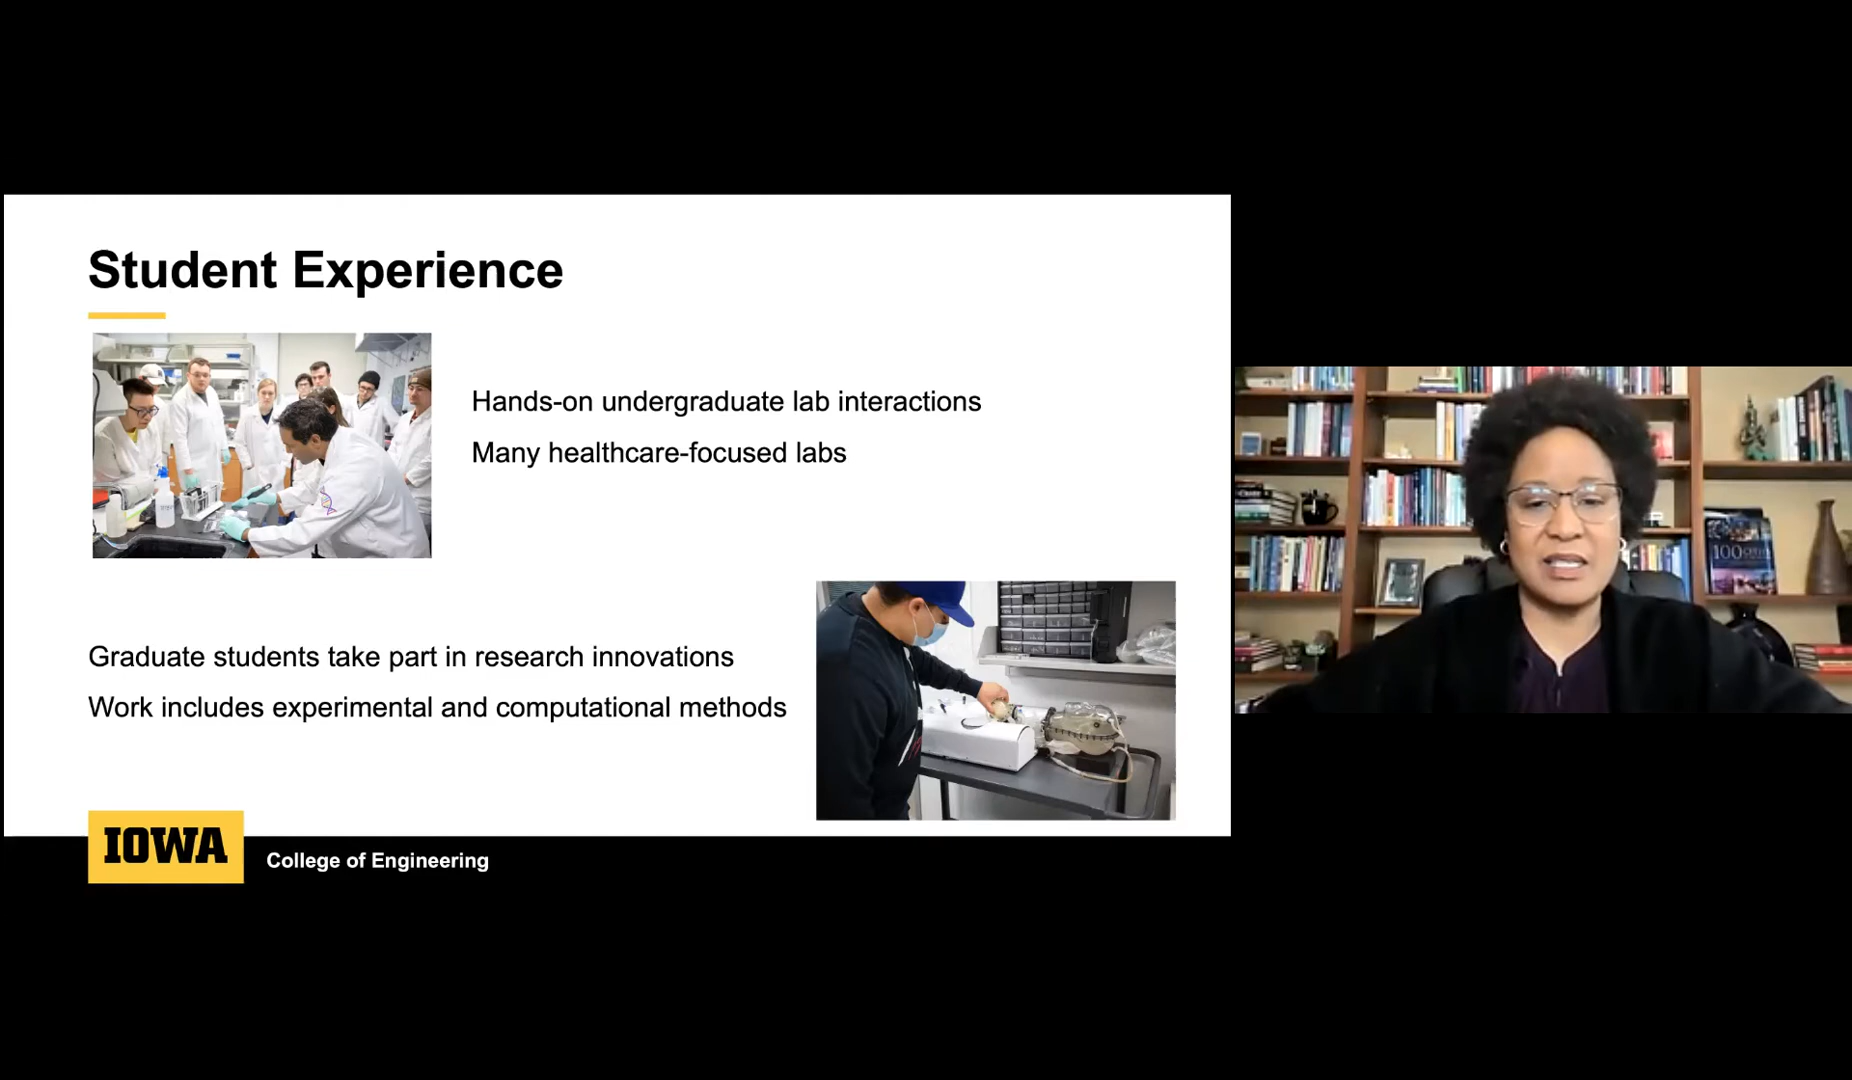 Student Experience
Hands-on undergraduate lab interactions
Many healthcare-focused labs
Graduate students take part in research innovations
Work includes experimental and computational methods
IOWA
College of Engineering
100